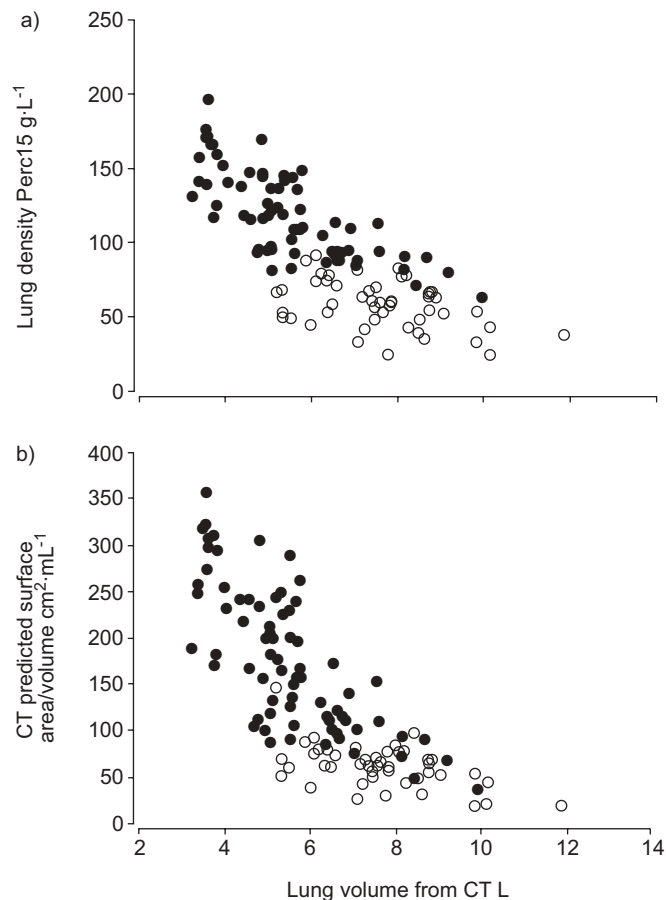 a)
250
200
150
100
50
0
Lung density Perc15 g·L⁻¹
b)
400
350
300
250
200
150
100
50
0
CT predicted surface
area/volume cm²·mL⁻¹
2 4 6 8 10 12 14
Lung volume from CT L